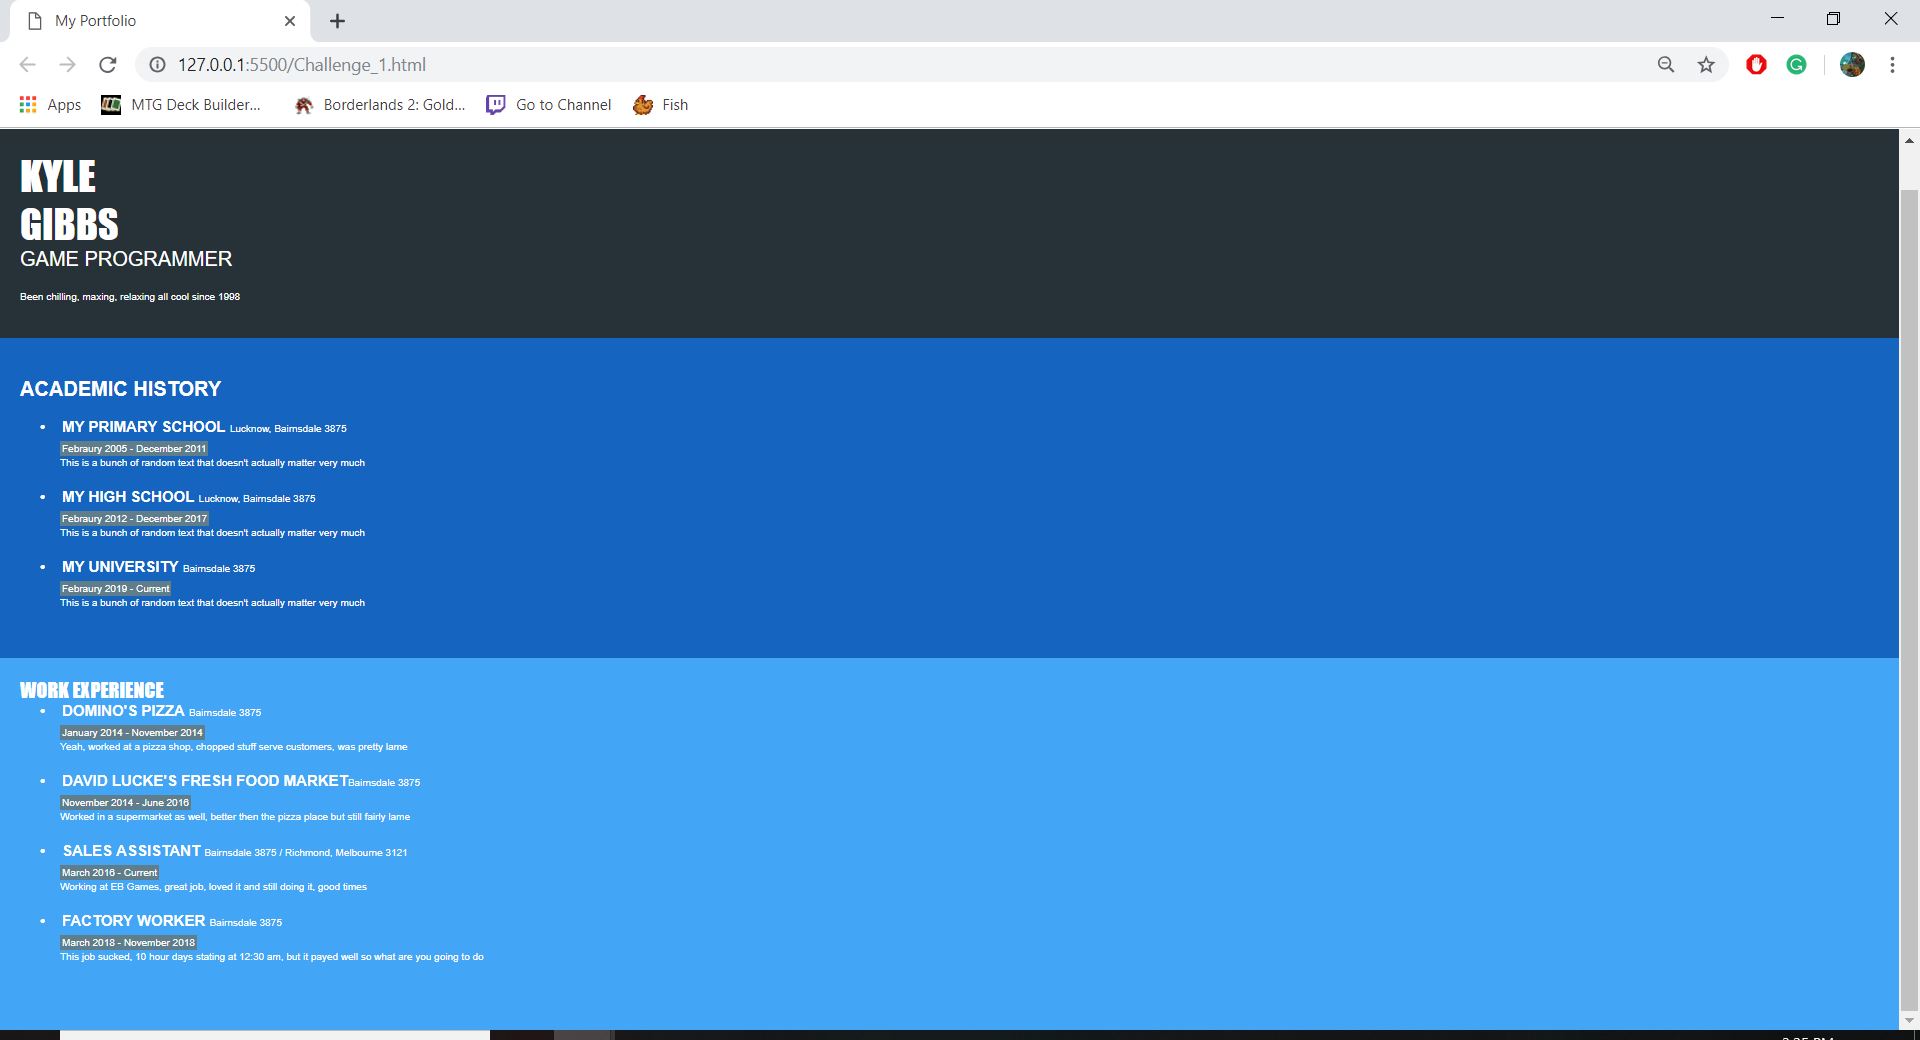 My Portfolio
127.0.0.1:5500/Challenge_1.html
Apps MTG Deck Builder... Borderlands 2: Gold... Go to Channel Fish
KYLE
GIBBS
GAME PROGRAMMER
Been chilling, maxing, relaxing all cool since 1998
ACADEMIC HISTORY
• MY PRIMARY SCHOOL Lucknow, Bairnsdale 3875
Febraury 2005 - December 2011
This is a bunch of random text that doesn't actually matter very much
• MY HIGH SCHOOL Lucknow, Bairnsdale 3875
Febraury 2012 - December 2017
This is a bunch of random text that doesn't actually matter very much
• MY UNIVERSITY Bairnsdale 3875
Febraury 2019 - Current
This is a bunch of random text that doesn't actually matter very much
WORK EXPERIENCE
• DOMINO'S PIZZA Bairnsdale 3875
January 2014 - November 2014
Yeah, worked at a pizza shop, chopped stuff serve customers, was pretty lame
• DAVID LUCKE'S FRESH FOOD MARKETBairnsdale 3875
November 2014 - June 2016
Worked in a supermarket as well, better then the pizza place but still fairly lame
• SALES ASSISTANT Bairnsdale 3875 / Richmond, Melbourne 3121
March 2016 - Current
Working at EB Games, great job, loved it and still doing it, good times
• FACTORY WORKER Bairnsdale 3875
March 2018 - November 2018
This job sucked, 10 hour days stating at 12:30 am, but it payed well so what are you going to do